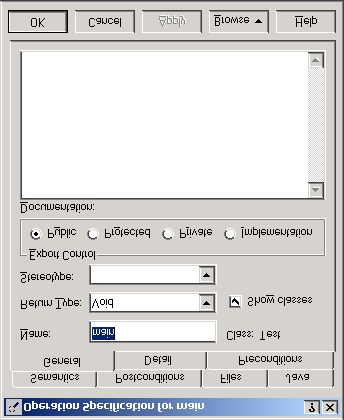 Operation Specification for main
Semantics Postconditions Files Java
General Detail Preconditions
Name: main Class: Test
Return Type: Void Show classes
Stereotype:
Export Control
Public Protected Private Implementation
Documentation:
OK Cancel Apply Browse Help